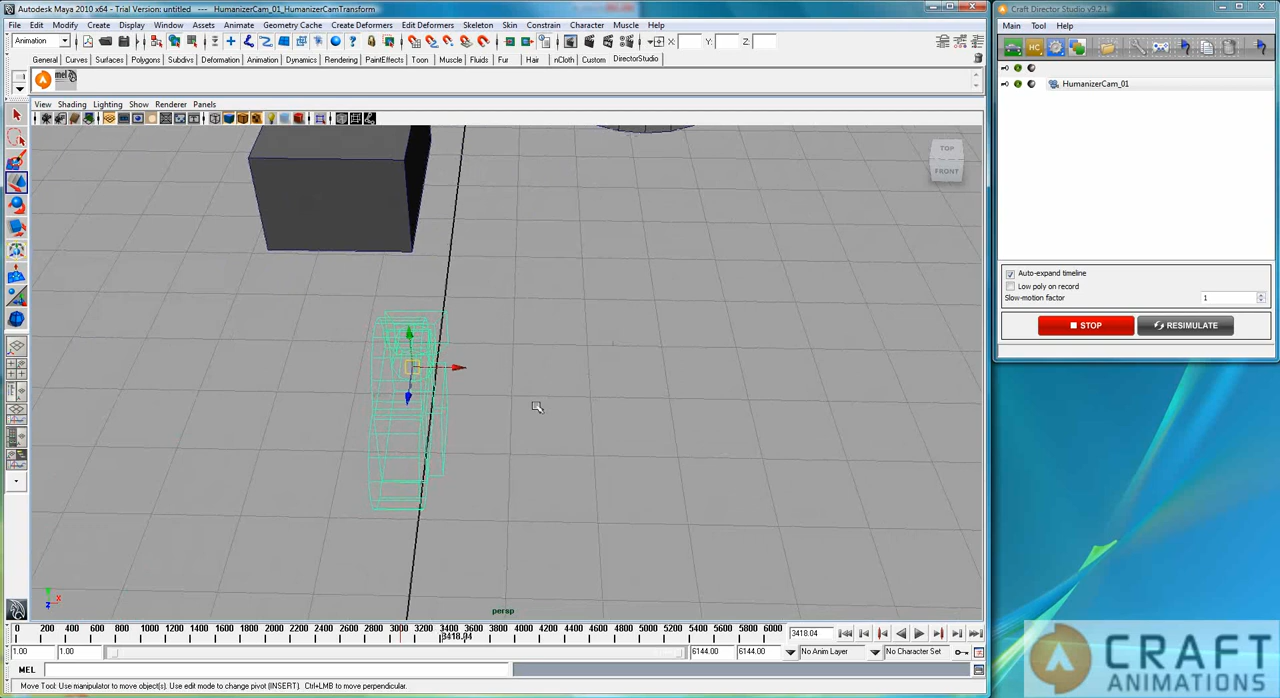 Autodesk Maya 2010 x64 - Trial Version: untitled --- HumanizerCam_01_HumanizerCamTransform
File Edit Modify Create Display Window Assets Animate Geometry Cache Create Deformers Edit Deformers Skeleton Skin Constrain Character Muscle Help
Animation X: Y: Z:
General Curves Surfaces Polygons Subdivs Deformation Animation Dynamics Rendering PaintEffects Toon Muscle Fluids Fur Hair nCloth Custom DirectorStudio
mel
View Shading Lighting Show Renderer Panels
TOP
FRONT
persp
0 200 400 600 800 1000 1200 1400 1600 1800 2000 2200 2400 2600 2800 3000 3200 3400 3600 3800 4000 4200 4400 4600 4800 5000 5200 5400 5600 5800 6000
3418.04
3418.04
1.00 1.00 6144.00 6144.00 No Anim Layer No Character Set
MEL
Move Tool: Use manipulator to move object(s). Use edit mode to change pivot (INSERT). Ctrl+LMB to move perpendicular.
Craft Director Studio v9.2.1
Main Tool Help
HC
HumanizerCam_01
Auto-expand timeline
Low poly on record
Slow-motion factor 1
STOP RESIMULATE
CRAFT
ANIMATIONS